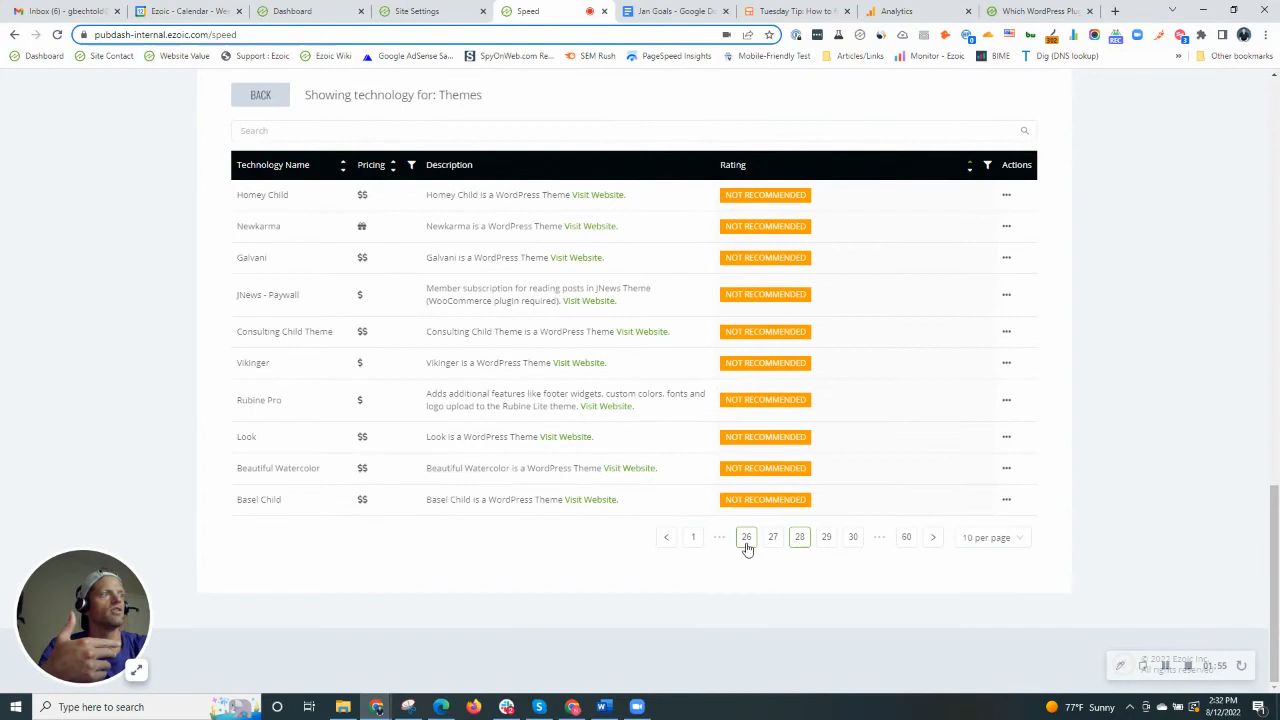 Inbox (6,219) - gbechtold
Ezoic - Calendar - We
Dashboard
Site Settings
Speed
Jan Goals - Google Do
Tuesday Tip: How to M
Analytics
Which WordPress Plu
pubdash-internal.ezoic.com/speed
Site Content
Website Value
Support : Ezoic
Ezoic Wiki
Google AdSense Sa...
SpyOnWeb.com Re...
SEM Rush
PageSpeed Insights
Mobile-Friendly Test
Articles/Links
Monitor - Ezoic
BIME
Dig (DNS lookup)
Other bookmarks
BACK
Showing technology for: Themes
Search
Technology Name Pricing Description Rating Actions
Homey Child $$ Homey Child is a WordPress Theme Visit Website. NOT RECOMMENDED •••
Newkarma Newkarma is a WordPress Theme Visit Website. NOT RECOMMENDED •••
Galvani $$ Galvani is a WordPress Theme Visit Website. NOT RECOMMENDED •••
JNews - Paywall $ Member subscription for reading posts in JNews Theme
(WooCommerce plugin required). Visit Website. NOT RECOMMENDED •••
Consulting Child Theme $$ Consulting Child Theme is a WordPress Theme Visit Website. NOT RECOMMENDED •••
Vikinger $ Vikinger is a WordPress Theme Visit Website. NOT RECOMMENDED •••
Rubine Pro $ Adds additional features like footer widgets, custom colors, fonts and
logo upload to the Rubine Lite theme. Visit Website. NOT RECOMMENDED •••
Look $$ Look is a WordPress Theme Visit Website. NOT RECOMMENDED •••
Beautiful Watercolor $$ Beautiful Watercolor is a WordPress Theme Visit Website. NOT RECOMMENDED •••
Basel Child $$ Basel Child is a WordPress Theme Visit Website. NOT RECOMMENDED •••
< 1 ••• 26 27 28 29 30 ••• 60 > 10 per page
© 2022 Ezoic Inc.
All rights reserved
01:55
Type here to search
77°F Sunny
2:32 PM
8/12/2022